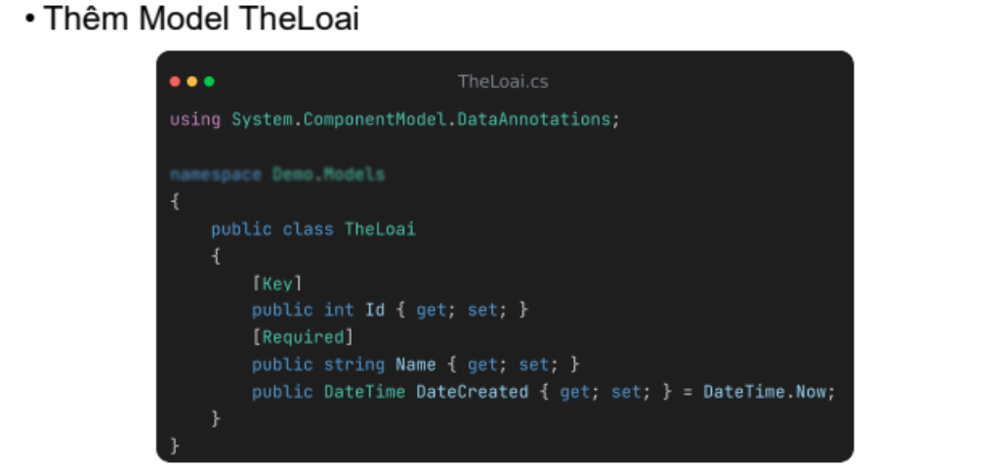 • Thêm Model TheLoai
TheLoai.cs
using System.ComponentModel.DataAnnotations;
namespace Demo.Models
{
public class TheLoai
{
[Key]
public int Id { get; set; }
[Required]
public string Name { get; set; }
public DateTime DateCreated { get; set; } = DateTime.Now;
}
}